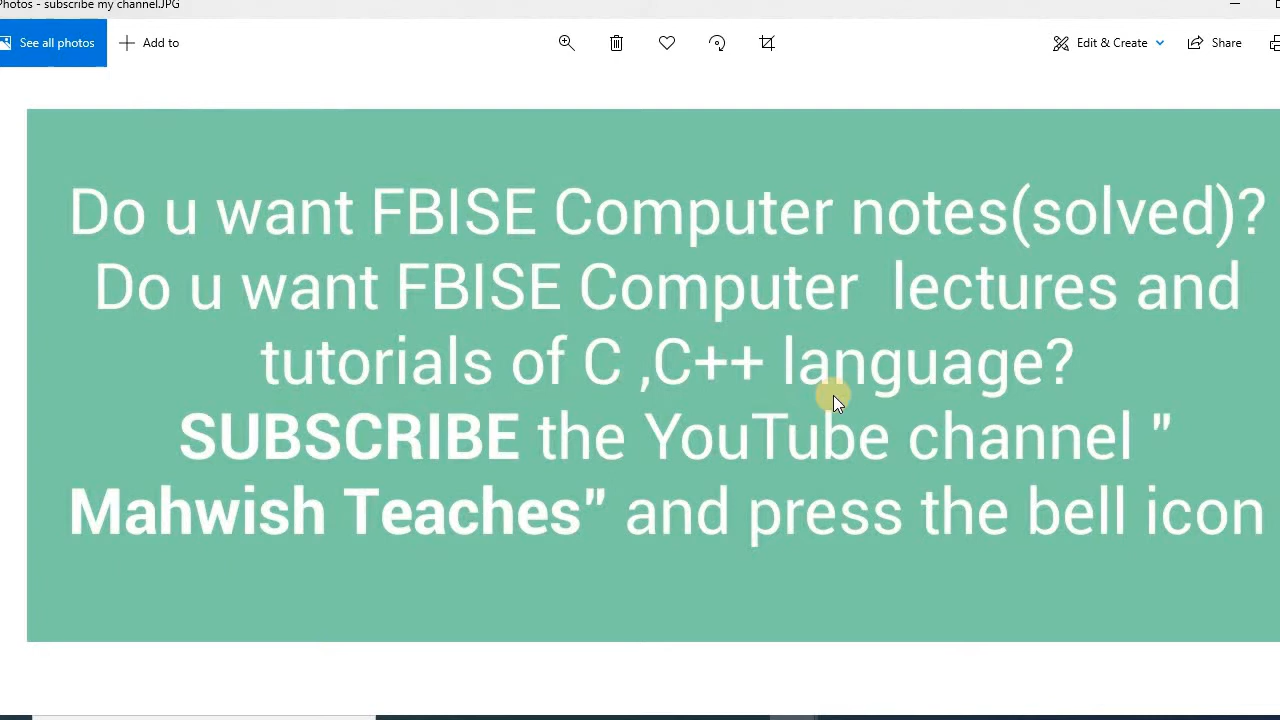 Photos - subscribe my channel.JPG
See all photos Add to Edit & Create Share
Do u want FBISE Computer notes(solved)?
Do u want FBISE Computer lectures and
tutorials of C ,C++ language?
SUBSCRIBE the YouTube channel "
Mahwish Teaches" and press the bell icon